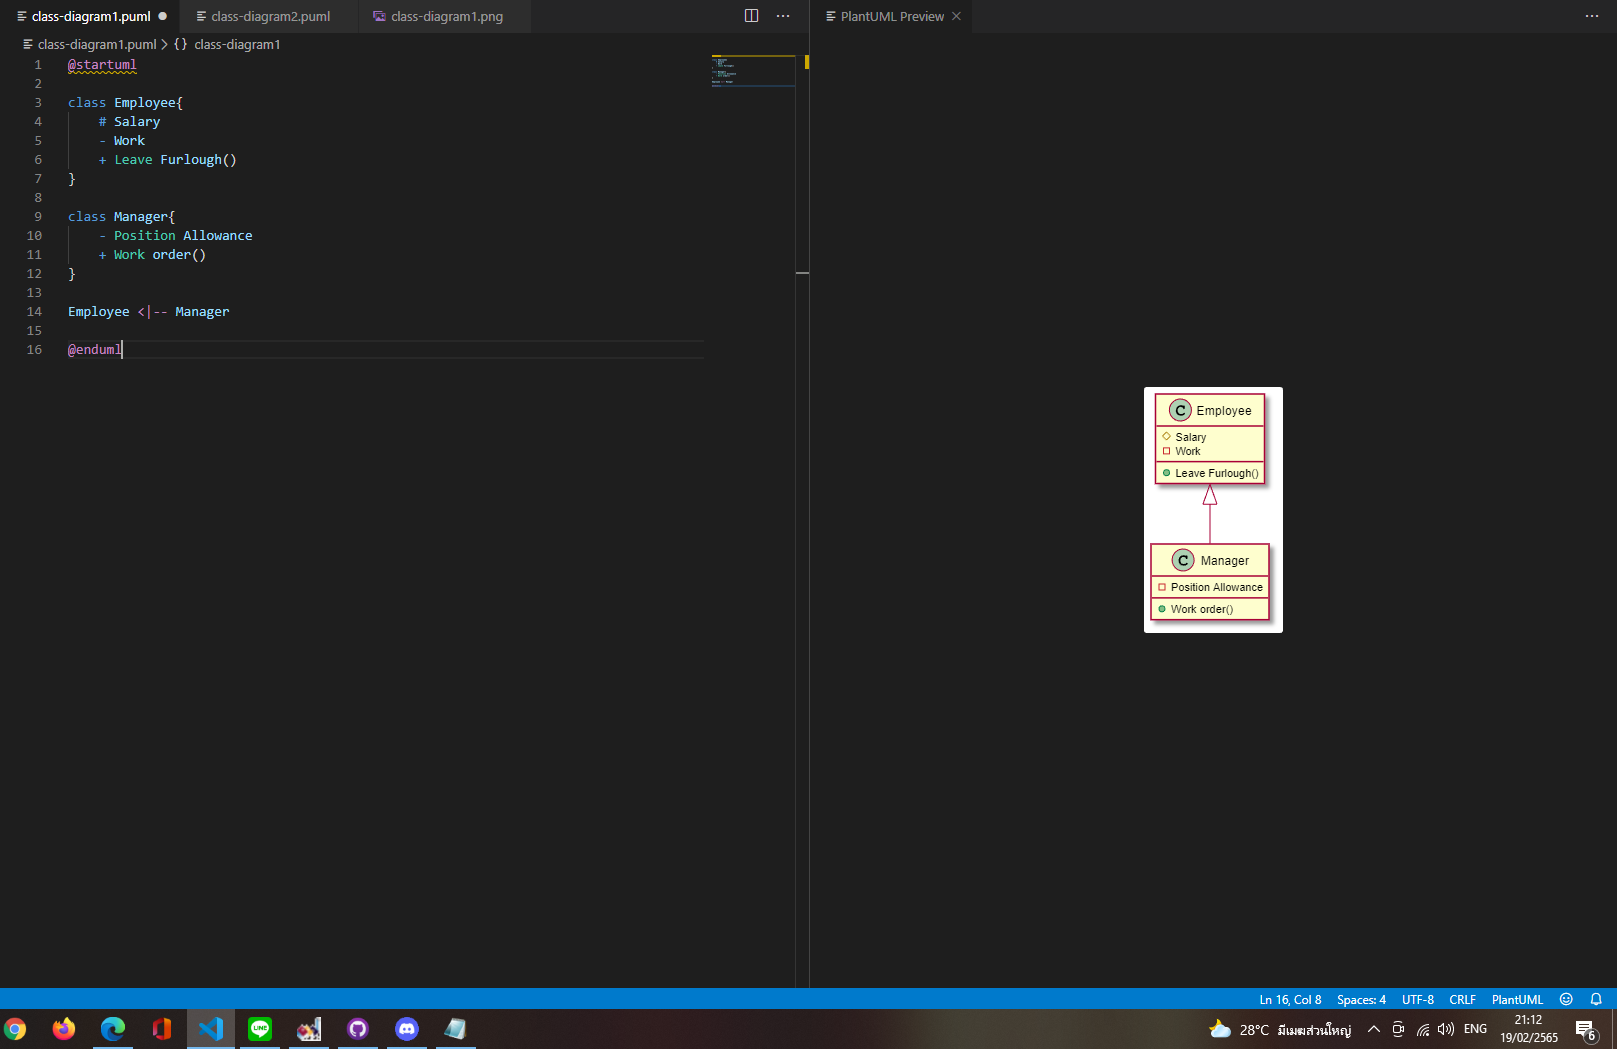 class-diagram1.puml
class-diagram2.puml
class-diagram1.png
PlantUML Preview
class-diagram1.puml > {} class-diagram1
1 @startuml
2
3 class Employee{
4 # Salary
5 - Work
6 + Leave Furlough()
7 }
8
9 class Manager{
10 - Position Allowance
11 + Work order()
12 }
13
14 Employee <|-- Manager
15
16 @enduml
C Employee
Salary
Work
Leave Furlough()
C Manager
Position Allowance
Work order()
Ln 16, Col 8 Spaces: 4 UTF-8 CRLF PlantUML
LINE
28°C มีเมฆส่วนใหญ่
ENG
21:12
19/02/2565
6